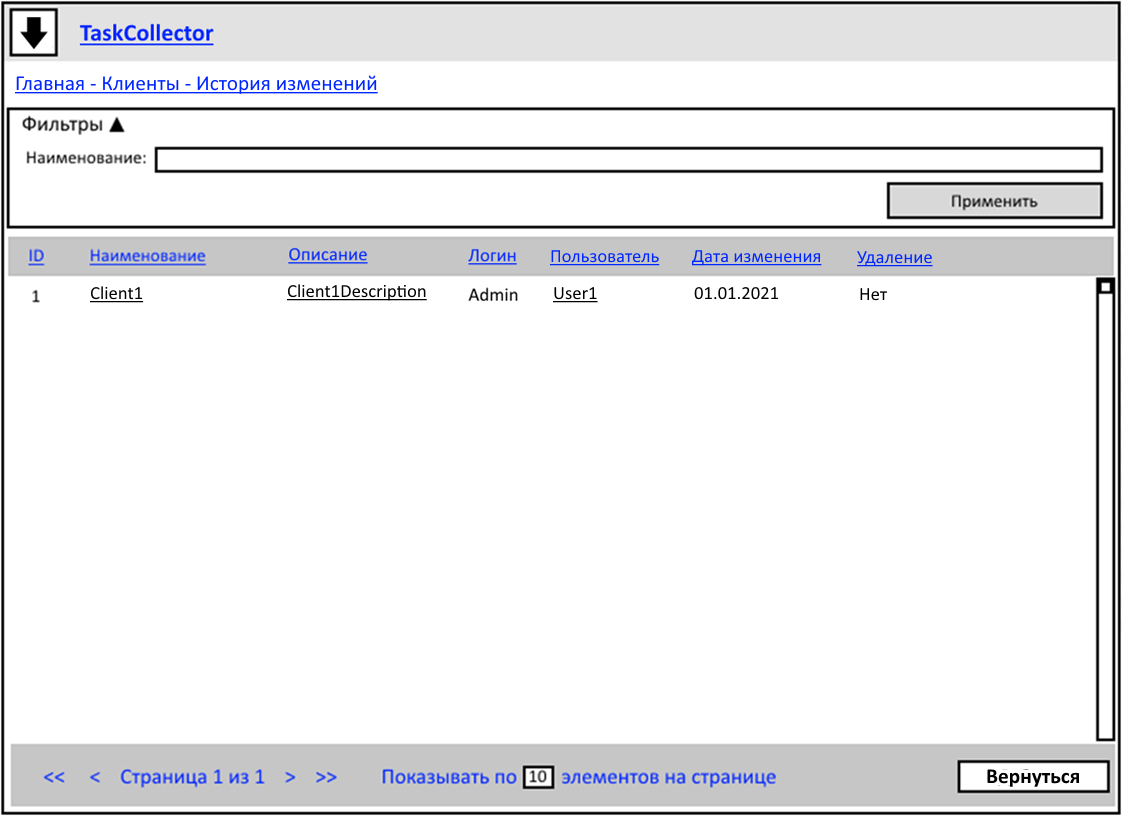 TaskCollector
Главная - Клиенты - История изменений
Фильтры ▲
Наименование:
Применить
ID Наименование Описание Логин Пользователь Дата изменения Удаление
1 Client1 Client1Description Admin User1 01.01.2021 Нет
<< < Страница 1 из 1 > >> Показывать по 10 элементов на странице Вернуться